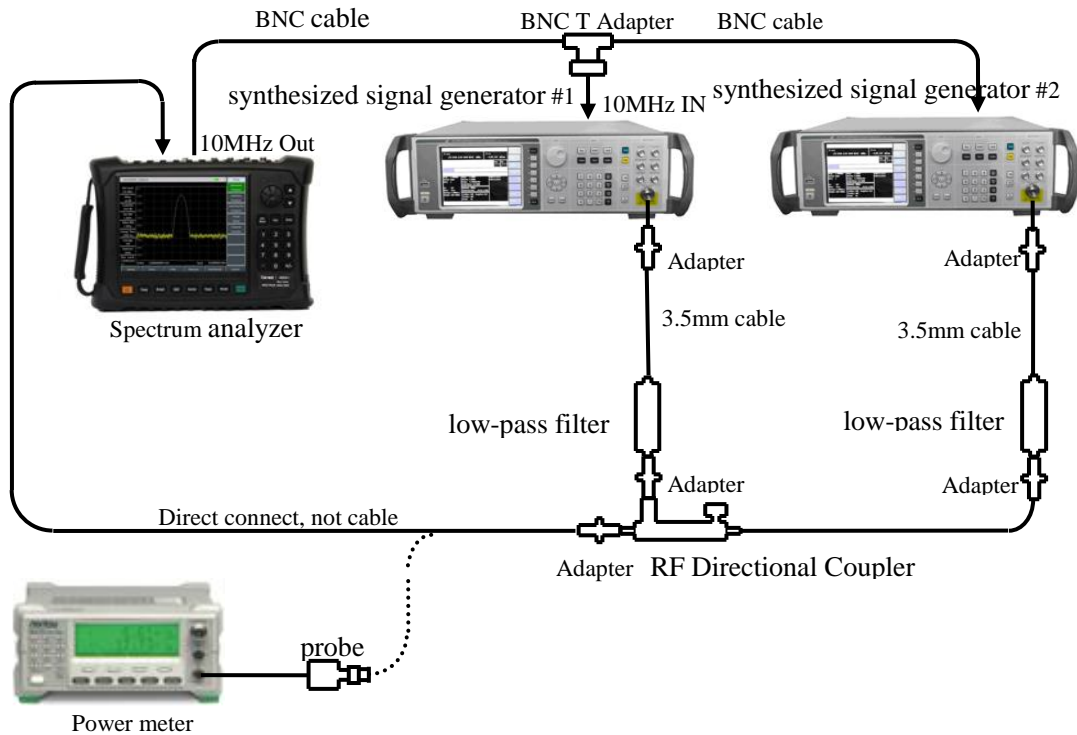 BNC cable
BNC T Adapter
BNC cable
synthesized signal generator #1
10MHz IN
synthesized signal generator #2
10MHz Out
Adapter
Adapter
Spectrum analyzer
3.5mm cable
3.5mm cable
low-pass filter
low-pass filter
Adapter
Adapter
Direct connect, not cable
Adapter
RF Directional Coupler
probe
Power meter